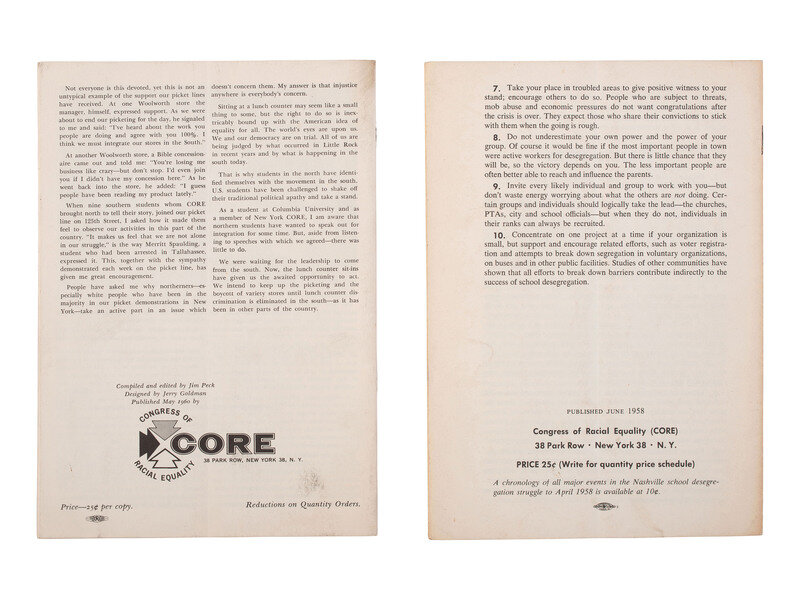 Not everyone is this devoted, yet this is not an
untypical example of the support our picket lines
have received. At one Woolworth store the
manager, himself, expressed support. As we were
about to end our picketing for the day, he signaled
to me and said: "I've heard about the work you
people are doing and agree with you 100%. I
think we must integrate our stores in the South."
At another Woolworth store, a Bible concession-
aire came out and told me: "You're losing me
business like crazy—but don't stop. I'd even join
you if I didn't have my concession here." As he
went back into the store, he added: "I guess
people have been reading my product lately."
When nine southern students whom CORE
brought north to tell their story, joined our picket
line on 125th Street, I asked how it made them
feel to observe our activities in this part of the
country. "It makes us feel that we are not alone
in our struggle," is the way Merritt Spaulding, a
student who had been arrested in Tallahassee,
expressed it. This, together with the sympathy
demonstrated each week on the picket line, has
given me great encouragement.
People have asked me why northerners—es-
pecially white people who have been in the
majority in our picket demonstrations in New
York—take an active part in an issue which
doesn't concern them. My answer is that injustice
anywhere is everybody's concern.
Sitting at a lunch counter may seem like a small
thing to some, but the right to do so is inex-
tricably bound up with the American idea of
equality for all. The world's eyes are upon us.
We and our democracy are on trial. All of us are
being judged by what occurred in Little Rock
in recent years and by what is happening in the
south today.
That is why students in the north have identi-
fied themselves with the movement in the south.
U.S. students have been challenged to shake off
their traditional political apathy and take a stand.
As a student at Columbia University and as
a member of New York CORE, I am aware that
northern students have wanted to speak out for
integration for some time. But, aside from listen-
ing to speeches with which we agreed—there was
little to do.
We were waiting for the leadership to come
from the south. Now, the lunch counter sit-ins
have given us the awaited opportunity to act.
We intend to keep up the picketing and the
boycott of variety stores until lunch counter dis-
crimination is eliminated in the south—as it has
been in other parts of the country.
Compiled and edited by Jim Peck
Designed by Jerry Goldman
Published May 1960 by
CONGRESS OF
CORE
RACIAL EQUALITY
38 PARK ROW, NEW YORK 38, N. Y.
Price—25¢ per copy.
Reductions on Quantity Orders.
7. Take your place in troubled areas to give positive witness to your
stand; encourage others to do so. People who are subject to threats,
mob abuse and economic pressures do not want congratulations after
the crisis is over. They expect those who share their convictions to stick
with them when the going is rough.
8. Do not underestimate your own power and the power of your
group. Of course it would be fine if the most important people in town
were active workers for desegregation. But there is little chance that they
will be, so the victory depends on you. The less important people are
often better able to reach and influence the parents.
9. Invite every likely individual and group to work with you—but
don't waste energy worrying about what the others are not doing. Cer-
tain groups and individuals should logically take the lead—the churches,
PTAs, city and school officials—but when they do not, individuals in
their ranks can always be recruited.
10. Concentrate on one project at a time if your organization is
small, but support and encourage related efforts, such as voter registra-
tion and attempts to break down segregation in voluntary organizations,
on buses and in other public facilities. Studies of other communities have
shown that all efforts to break down barriers contribute indirectly to the
success of school desegregation.
PUBLISHED JUNE 1958
Congress of Racial Equality (CORE)
38 Park Row · New York 38 · N. Y.
PRICE 25¢ (Write for quantity price schedule)
A chronology of all major events in the Nashville school desegre-
gation struggle to April 1958 is available at 10¢.